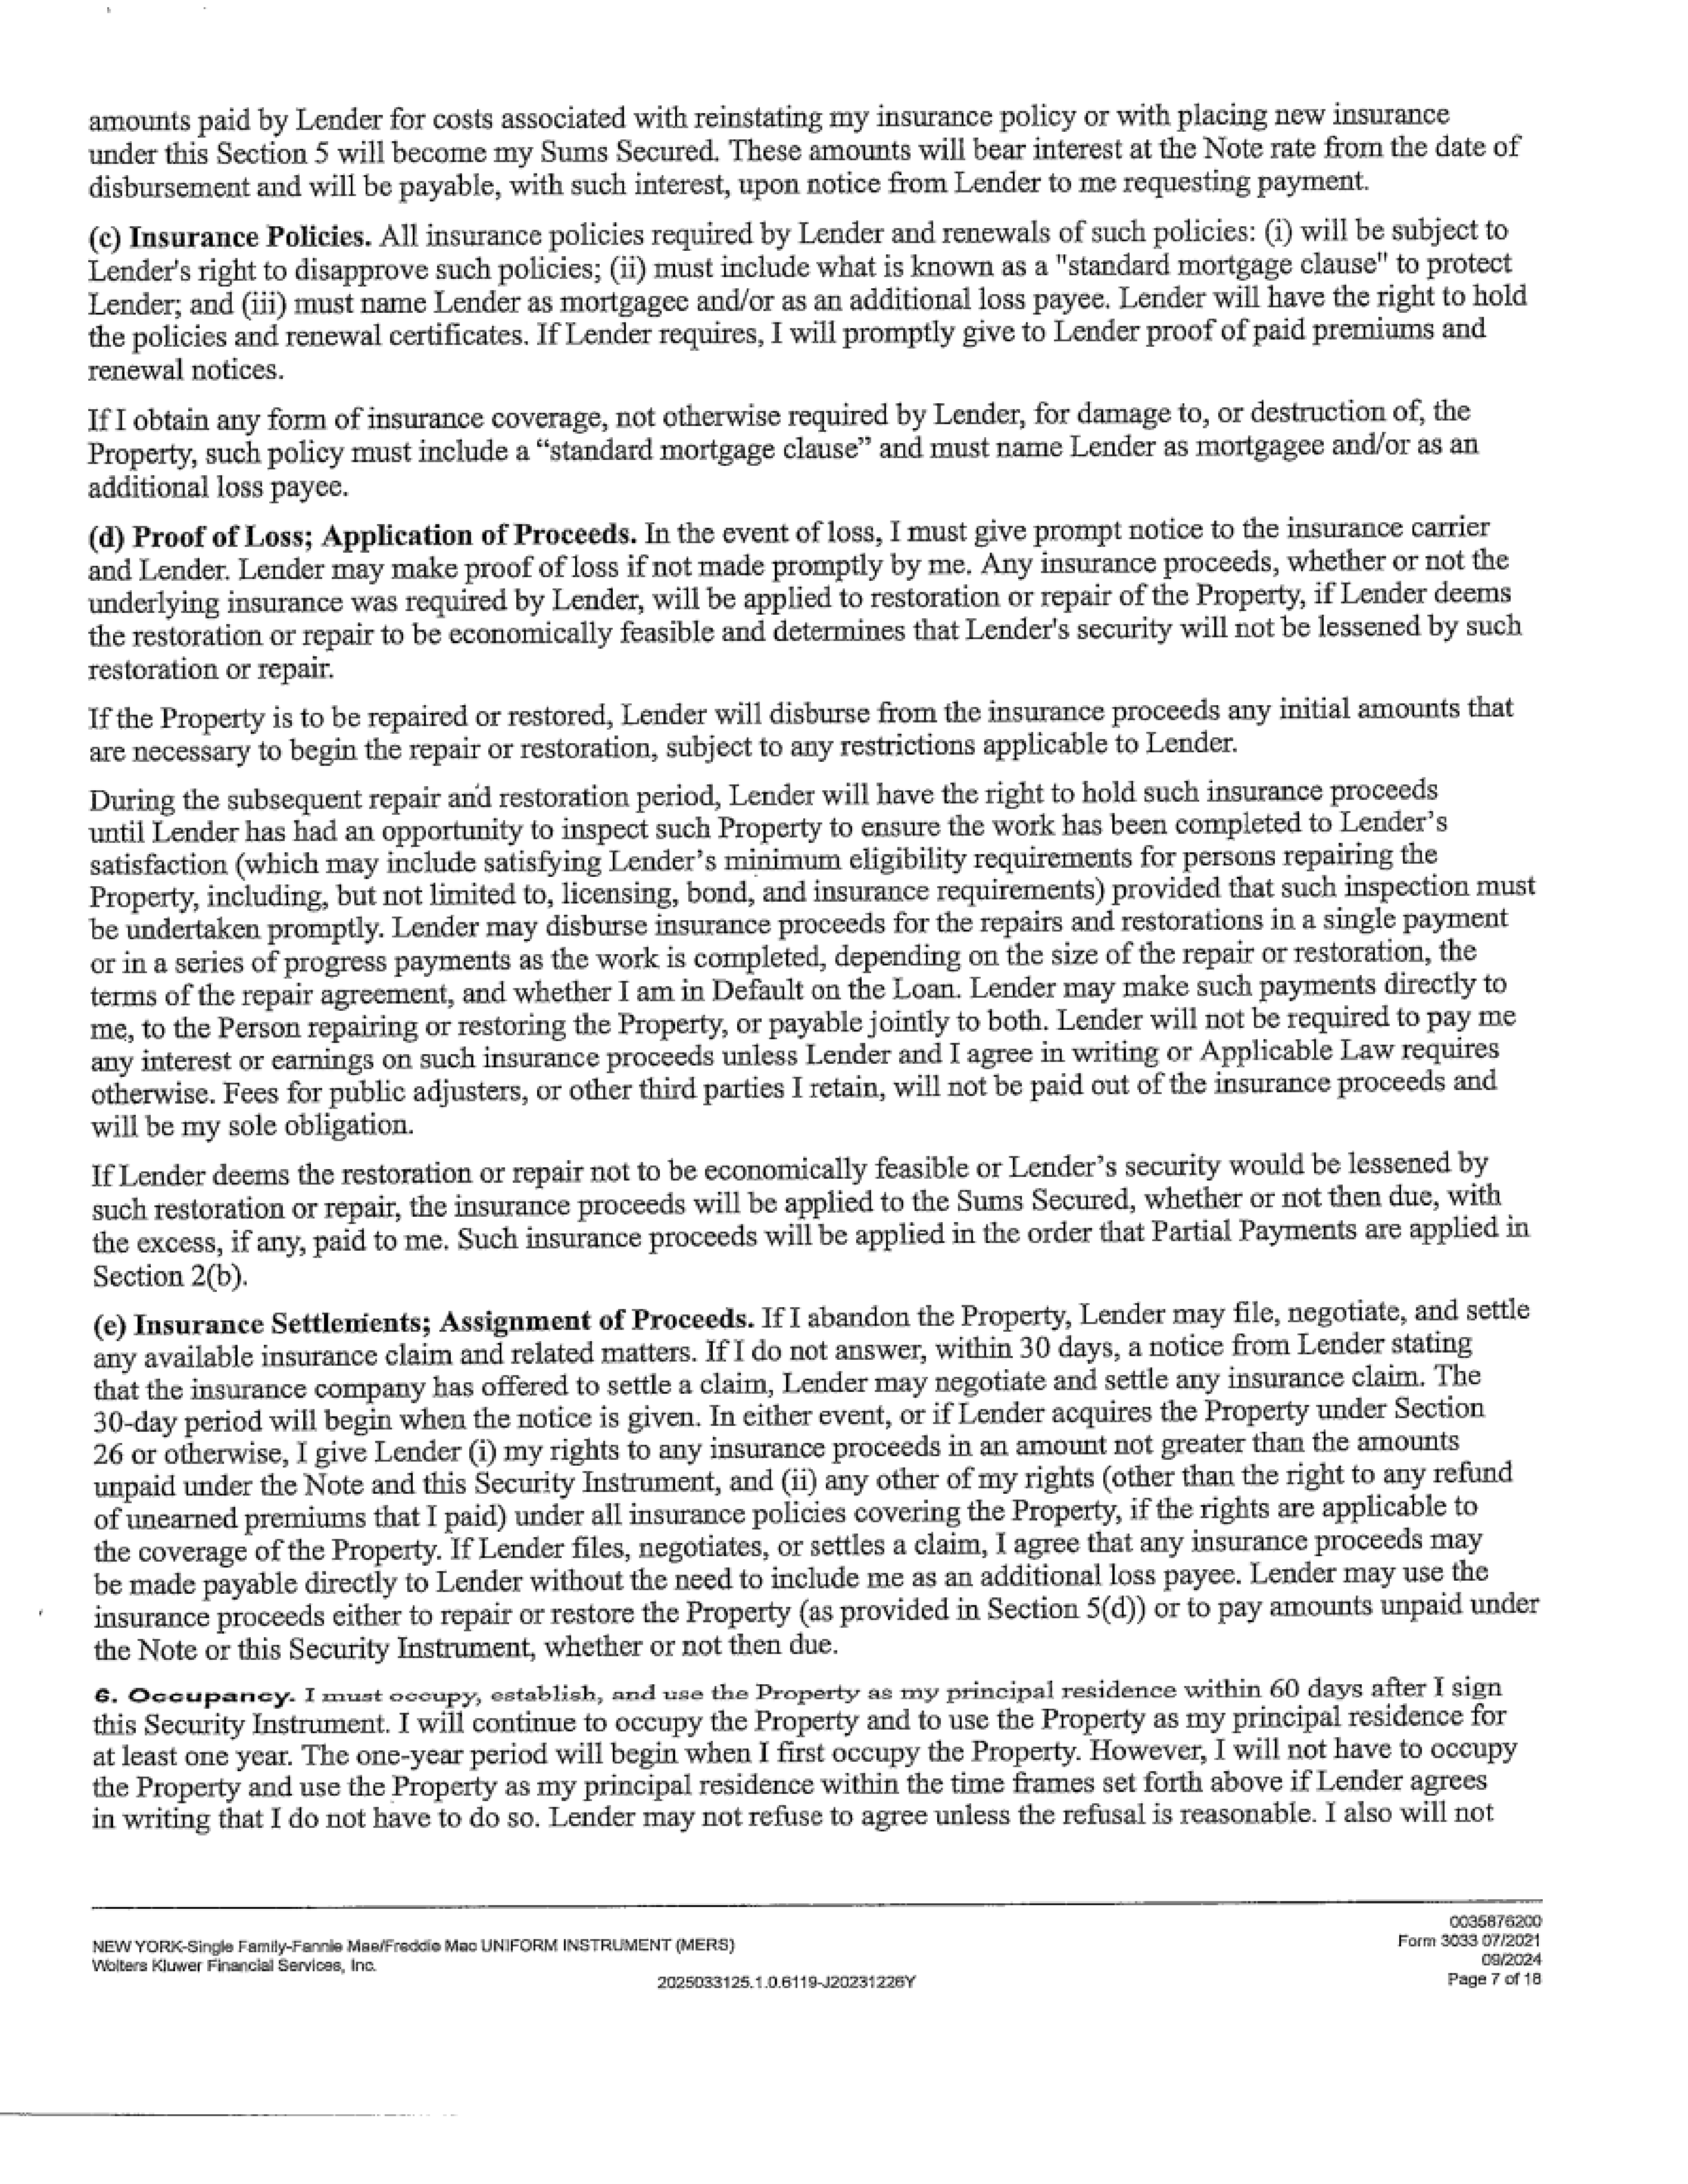 amounts paid by Lender for costs associated with reinstating my insurance policy or with placing new insurance
under this Section 5 will become my Sums Secured. These amounts will bear interest at the Note rate from the date of
disbursement and will be payable, with such interest, upon notice from Lender to me requesting payment.
(c) Insurance Policies. All insurance policies required by Lender and renewals of such policies: (i) will be subject to
Lender's right to disapprove such policies; (ii) must include what is known as a "standard mortgage clause" to protect
Lender; and (iii) must name Lender as mortgagee and/or as an additional loss payee. Lender will have the right to hold
the policies and renewal certificates. If Lender requires, I will promptly give to Lender proof of paid premiums and
renewal notices.
If I obtain any form of insurance coverage, not otherwise required by Lender, for damage to, or destruction of, the
Property, such policy must include a “standard mortgage clause” and must name Lender as mortgagee and/or as an
additional loss payee.
(d) Proof of Loss; Application of Proceeds. In the event of loss, I must give prompt notice to the insurance carrier
and Lender. Lender may make proof of loss if not made promptly by me. Any insurance proceeds, whether or not the
underlying insurance was required by Lender, will be applied to restoration or repair of the Property, if Lender deems
the restoration or repair to be economically feasible and determines that Lender's security will not be lessened by such
restoration or repair.
If the Property is to be repaired or restored, Lender will disburse from the insurance proceeds any initial amounts that
are necessary to begin the repair or restoration, subject to any restrictions applicable to Lender.
During the subsequent repair and restoration period, Lender will have the right to hold such insurance proceeds
until Lender has had an opportunity to inspect such Property to ensure the work has been completed to Lender’s
satisfaction (which may include satisfying Lender’s minimum eligibility requirements for persons repairing the
Property, including, but not limited to, licensing, bond, and insurance requirements) provided that such inspection must
be undertaken promptly. Lender may disburse insurance proceeds for the repairs and restorations in a single payment
or in a series of progress payments as the work is completed, depending on the size of the repair or restoration, the
terms of the repair agreement, and whether I am in Default on the Loan. Lender may make such payments directly to
me, to the Person repairing or restoring the Property, or payable jointly to both. Lender will not be required to pay me
any interest or earnings on such insurance proceeds unless Lender and I agree in writing or Applicable Law requires
otherwise. Fees for public adjusters, or other third parties I retain, will not be paid out of the insurance proceeds and
will be my sole obligation.
If Lender deems the restoration or repair not to be economically feasible or Lender’s security would be lessened by
such restoration or repair, the insurance proceeds will be applied to the Sums Secured, whether or not then due, with
the excess, if any, paid to me. Such insurance proceeds will be applied in the order that Partial Payments are applied in
Section 2(b).
(e) Insurance Settlements; Assignment of Proceeds. If I abandon the Property, Lender may file, negotiate, and settle
any available insurance claim and related matters. If I do not answer, within 30 days, a notice from Lender stating
that the insurance company has offered to settle a claim, Lender may negotiate and settle any insurance claim. The
30-day period will begin when the notice is given. In either event, or if Lender acquires the Property under Section
26 or otherwise, I give Lender (i) my rights to any insurance proceeds in an amount not greater than the amounts
unpaid under the Note and this Security Instrument, and (ii) any other of my rights (other than the right to any refund
of unearned premiums that I paid) under all insurance policies covering the Property, if the rights are applicable to
the coverage of the Property. If Lender files, negotiates, or settles a claim, I agree that any insurance proceeds may
be made payable directly to Lender without the need to include me as an additional loss payee. Lender may use the
insurance proceeds either to repair or restore the Property (as provided in Section 5(d)) or to pay amounts unpaid under
the Note or this Security Instrument, whether or not then due.
6. Occupancy. I must occupy, establish, and use the Property as my principal residence within 60 days after I sign
this Security Instrument. I will continue to occupy the Property and to use the Property as my principal residence for
at least one year. The one-year period will begin when I first occupy the Property. However, I will not have to occupy
the Property and use the Property as my principal residence within the time frames set forth above if Lender agrees
in writing that I do not have to do so. Lender may not refuse to agree unless the refusal is reasonable. I also will not
0035876200
NEW YORK-Single Family-Fannie Mae/Freddie Mac UNIFORM INSTRUMENT (MERS)
Form 3033 07/2021
Wolters Kluwer Financial Services, Inc.
09/2024
2025033125.1.0.6119-J20231226Y
Page 7 of 18